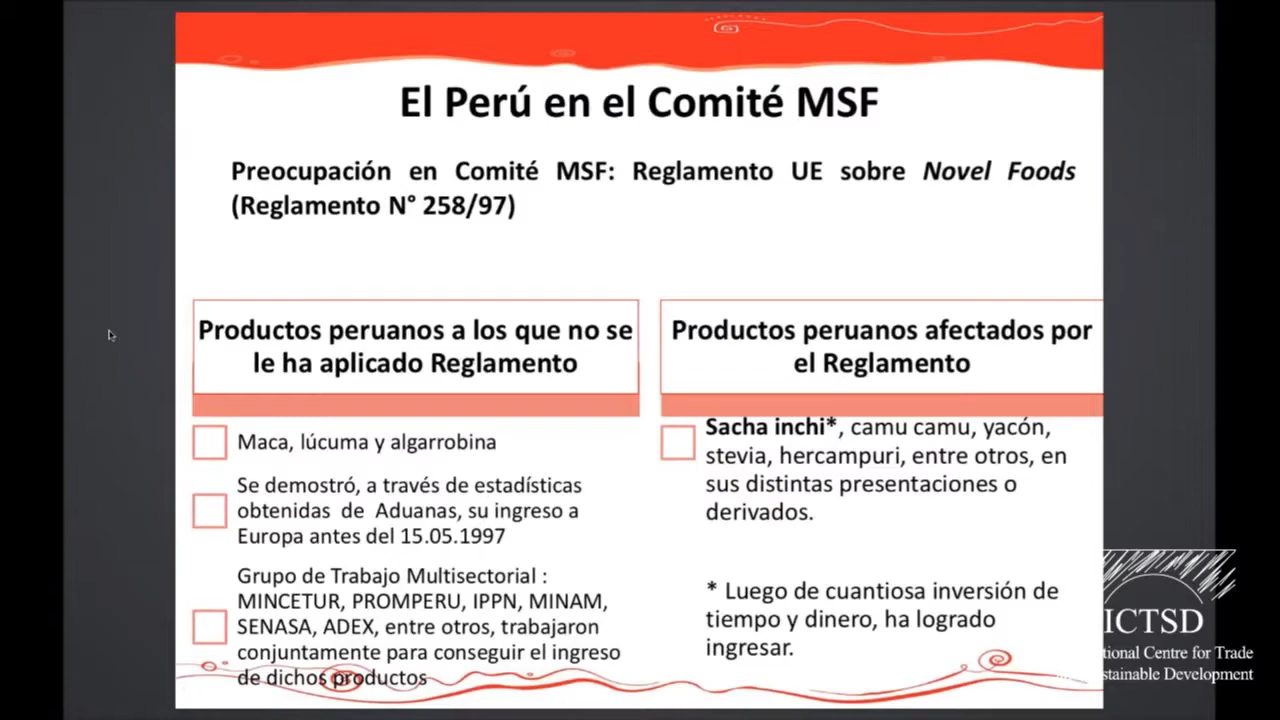 El Perú en el Comité MSF
Preocupación en Comité MSF: Reglamento UE sobre Novel Foods
(Reglamento N° 258/97)
Productos peruanos a los que no se
le ha aplicado Reglamento
Maca, lúcuma y algarrobina
Se demostró, a través de estadísticas
obtenidas de Aduanas, su ingreso a
Europa antes del 15.05.1997
Grupo de Trabajo Multisectorial :
MINCETUR, PROMPERU, IPPN, MINAM,
SENASA, ADEX, entre otros, trabajaron
conjuntamente para conseguir el ingreso
de dichos productos
Productos peruanos afectados por
el Reglamento
Sacha inchi*, camu camu, yacón,
stevia, hercampuri, entre otros, en
sus distintas presentaciones o
derivados.
* Luego de cuantiosa inversión de
tiempo y dinero, ha logrado
ingresar.
ICTSD
tional Centre for Trade
stainable Development